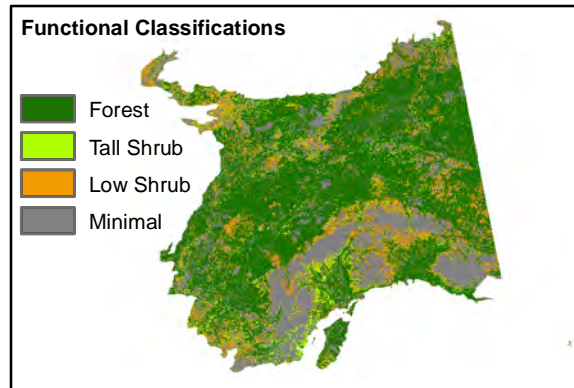 Functional Classifications
Forest
Tall Shrub
Low Shrub
Minimal